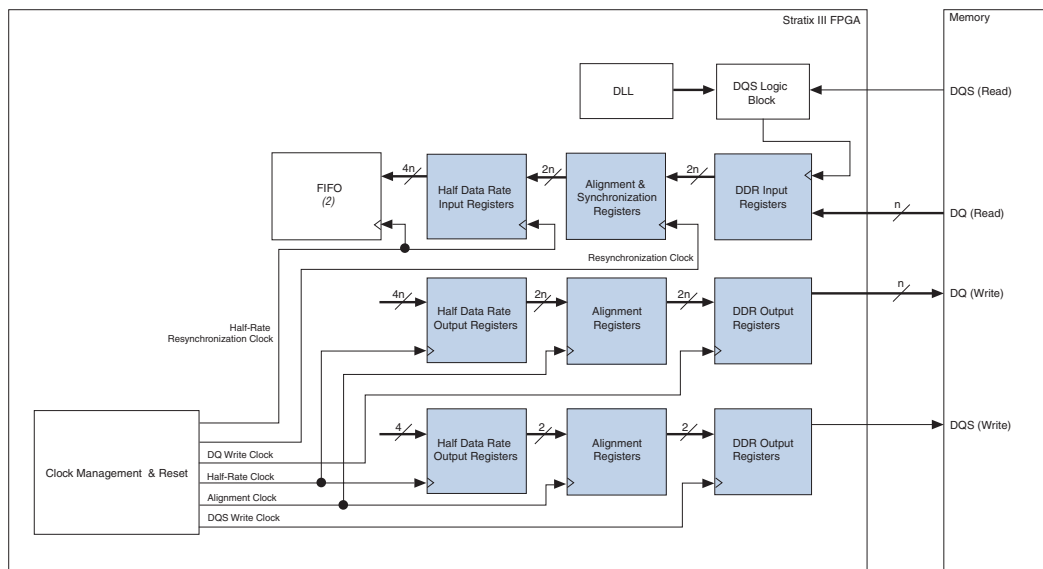 Stratix III FPGA
Memory
DLL
DQS Logic
Block
DQS (Read)
4n
2n
2n
FIFO
(2)
Half Data Rate
Input Registers
Alignment &
Synchronization
Registers
DDR Input
Registers
n
DQ (Read)
Resynchronization Clock
4n
2n
2n
n
Half Data Rate
Output Registers
Alignment
Registers
DDR Output
Registers
DQ (Write)
Half-Rate
Resynchronization Clock
4
2
2
Half Data Rate
Output Registers
Alignment
Registers
DDR Output
Registers
DQS (Write)
Clock Management & Reset
DQ Write Clock
Half-Rate Clock
Alignment Clock
DQS Write Clock